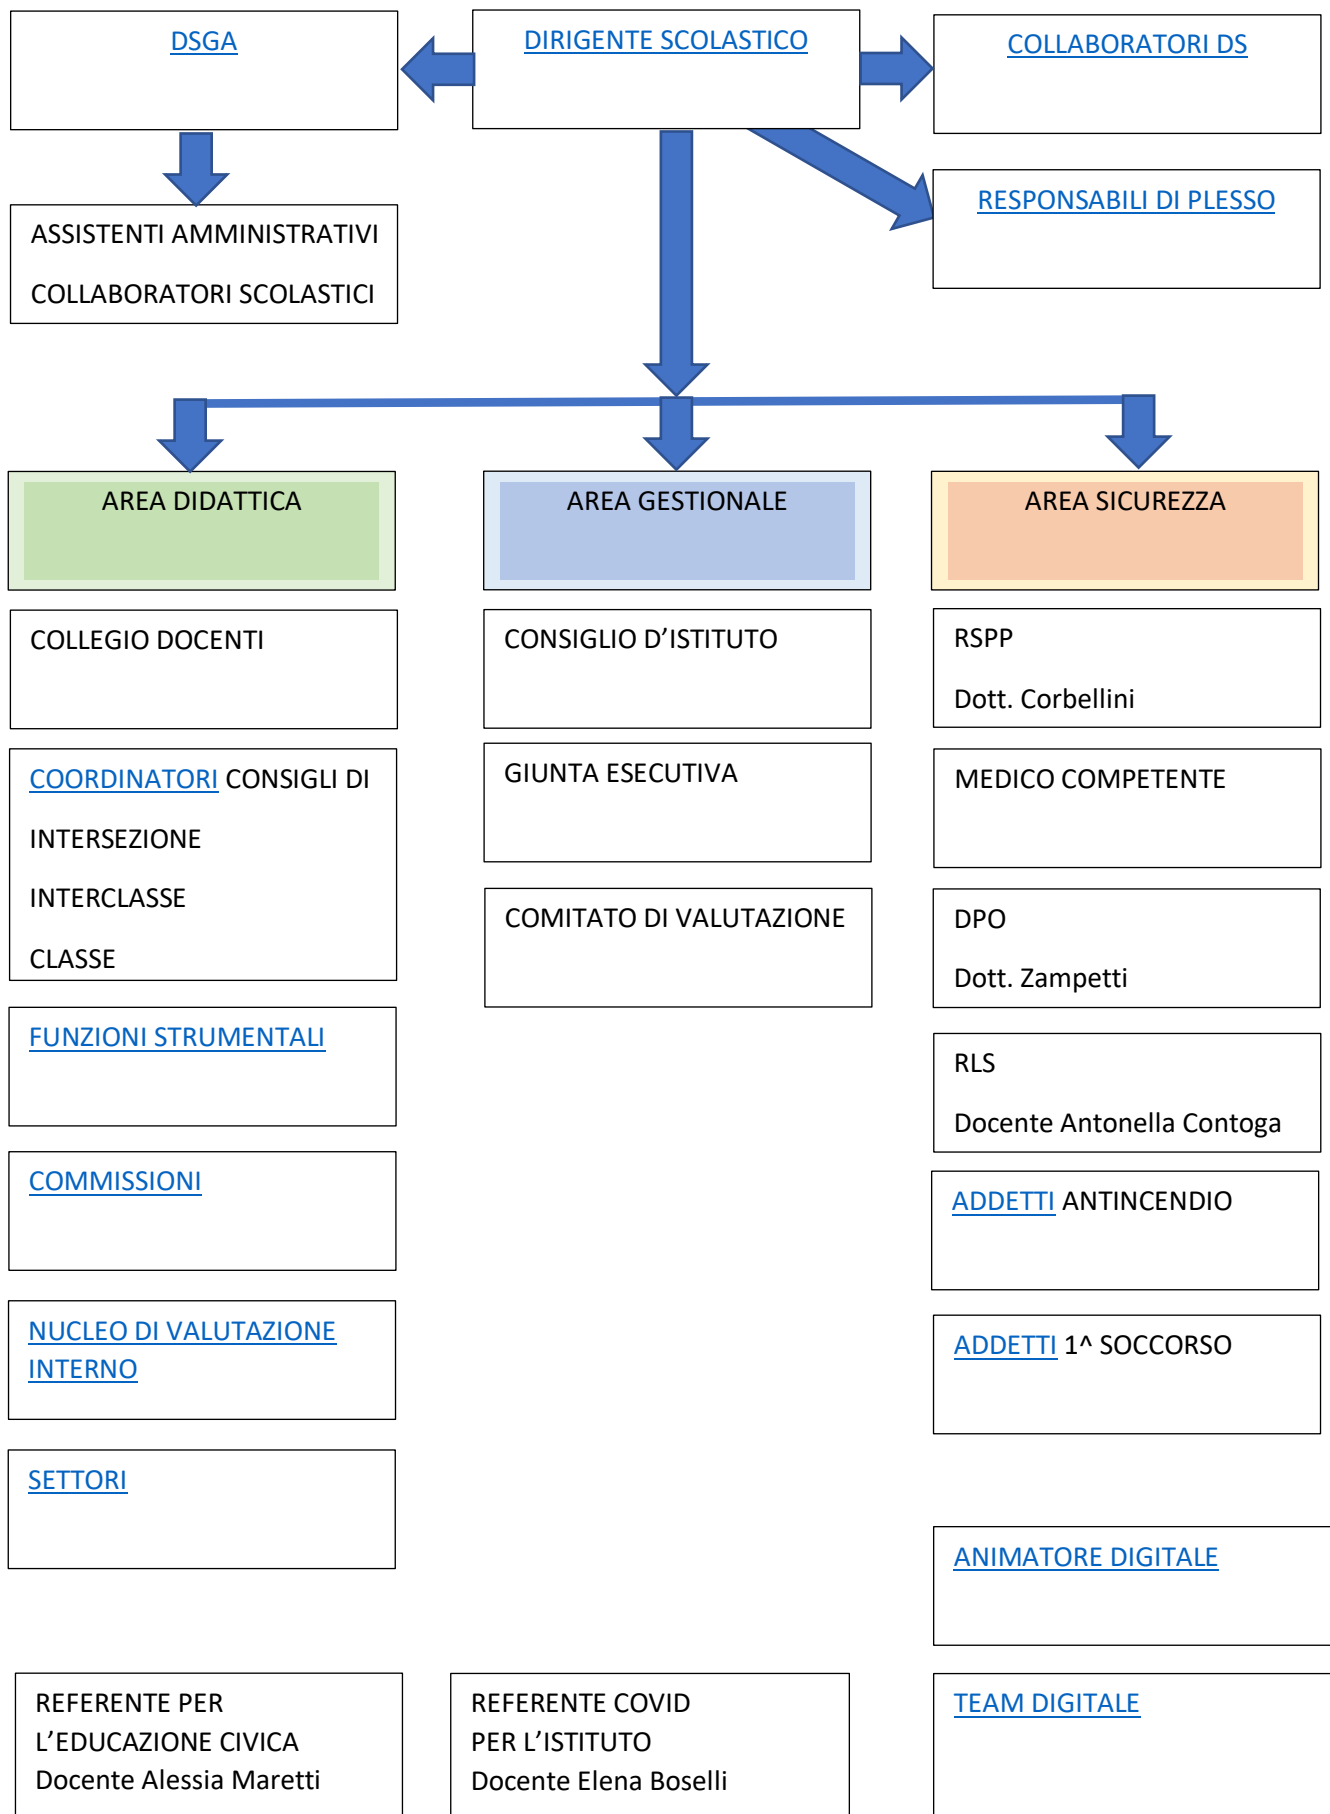 DSGA
DIRIGENTE SCOLASTICO
COLLABORATORI DS
RESPONSABILI DI PLESSO
ASSISTENTI AMMINISTRATIVI
COLLABORATORI SCOLASTICI
AREA DIDATTICA
AREA GESTIONALE
AREA SICUREZZA
COLLEGIO DOCENTI
COORDINATORI CONSIGLI DI
INTERSEZIONE
INTERCLASSE
CLASSE
FUNZIONI STRUMENTALI
COMMISSIONI
NUCLEO DI VALUTAZIONE
INTERNO
SETTORI
CONSIGLIO D’ISTITUTO
GIUNTA ESECUTIVA
COMITATO DI VALUTAZIONE
RSPP
Dott. Corbellini
MEDICO COMPETENTE
DPO
Dott. Zampetti
RLS
Docente Antonella Contoga
ADDETTI ANTINCENDIO
ADDETTI 1^ SOCCORSO
ANIMATORE DIGITALE
REFERENTE PER
L’EDUCAZIONE CIVICA
Docente Alessia Maretti
REFERENTE COVID
PER L’ISTITUTO
Docente Elena Boselli
TEAM DIGITALE